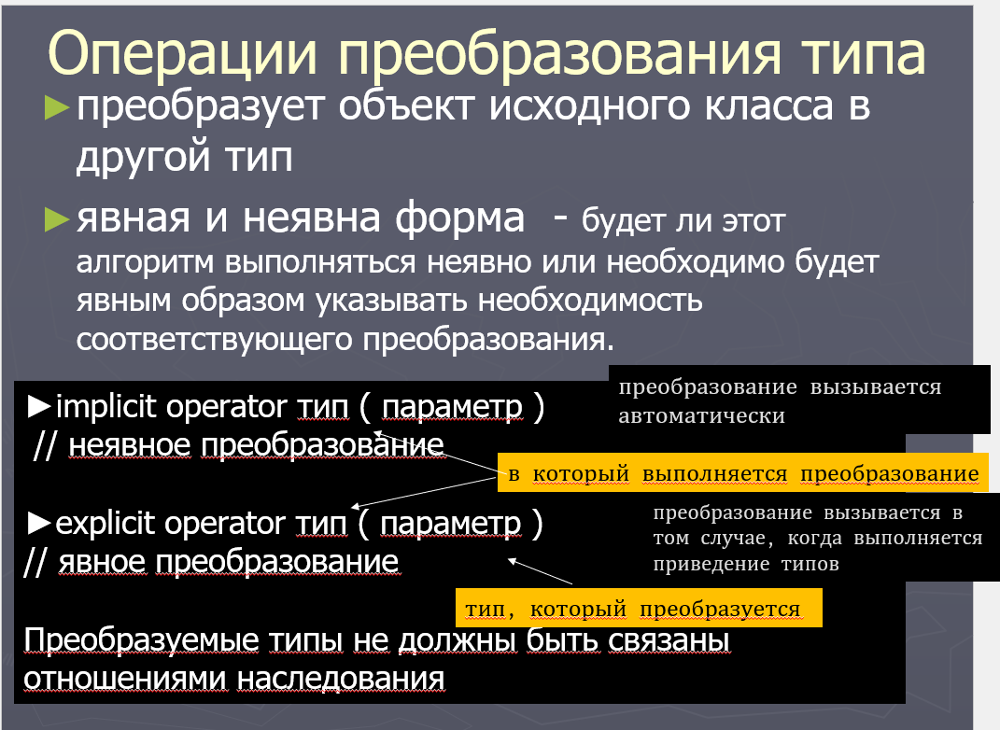 Операции преобразования типа
►преобразует объект исходного класса в
другой тип
►явная и неявна форма - будет ли этот
алгоритм выполняться неявно или необходимо будет
явным образом указывать необходимость
соответствующего преобразования.
►implicit operator тип ( параметр )
// неявное преобразование
преобразование вызывается
автоматически
в который выполняется преобразование
►explicit operator тип ( параметр )
// явное преобразование
преобразование вызывается в
том случае, когда выполняется
приведение типов
тип, который преобразуется
Преобразуемые типы не должны быть связаны
отношениями наследования